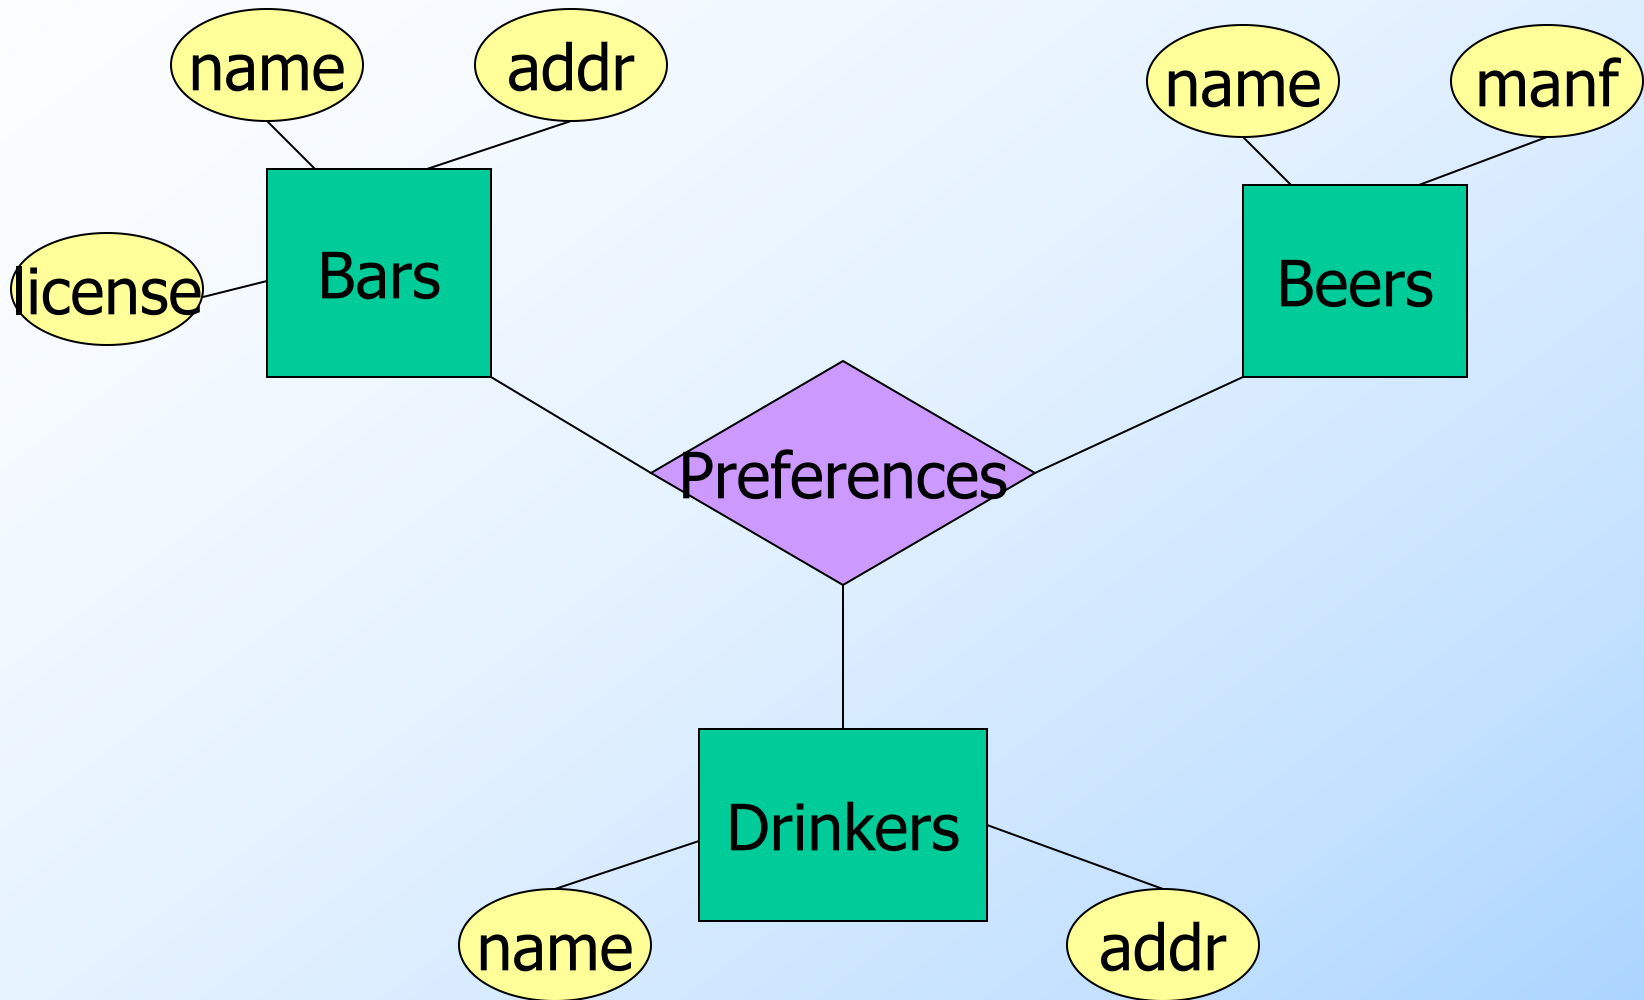 name
addr
name
manf
license
Bars
Beers
Preferences
Drinkers
name
addr